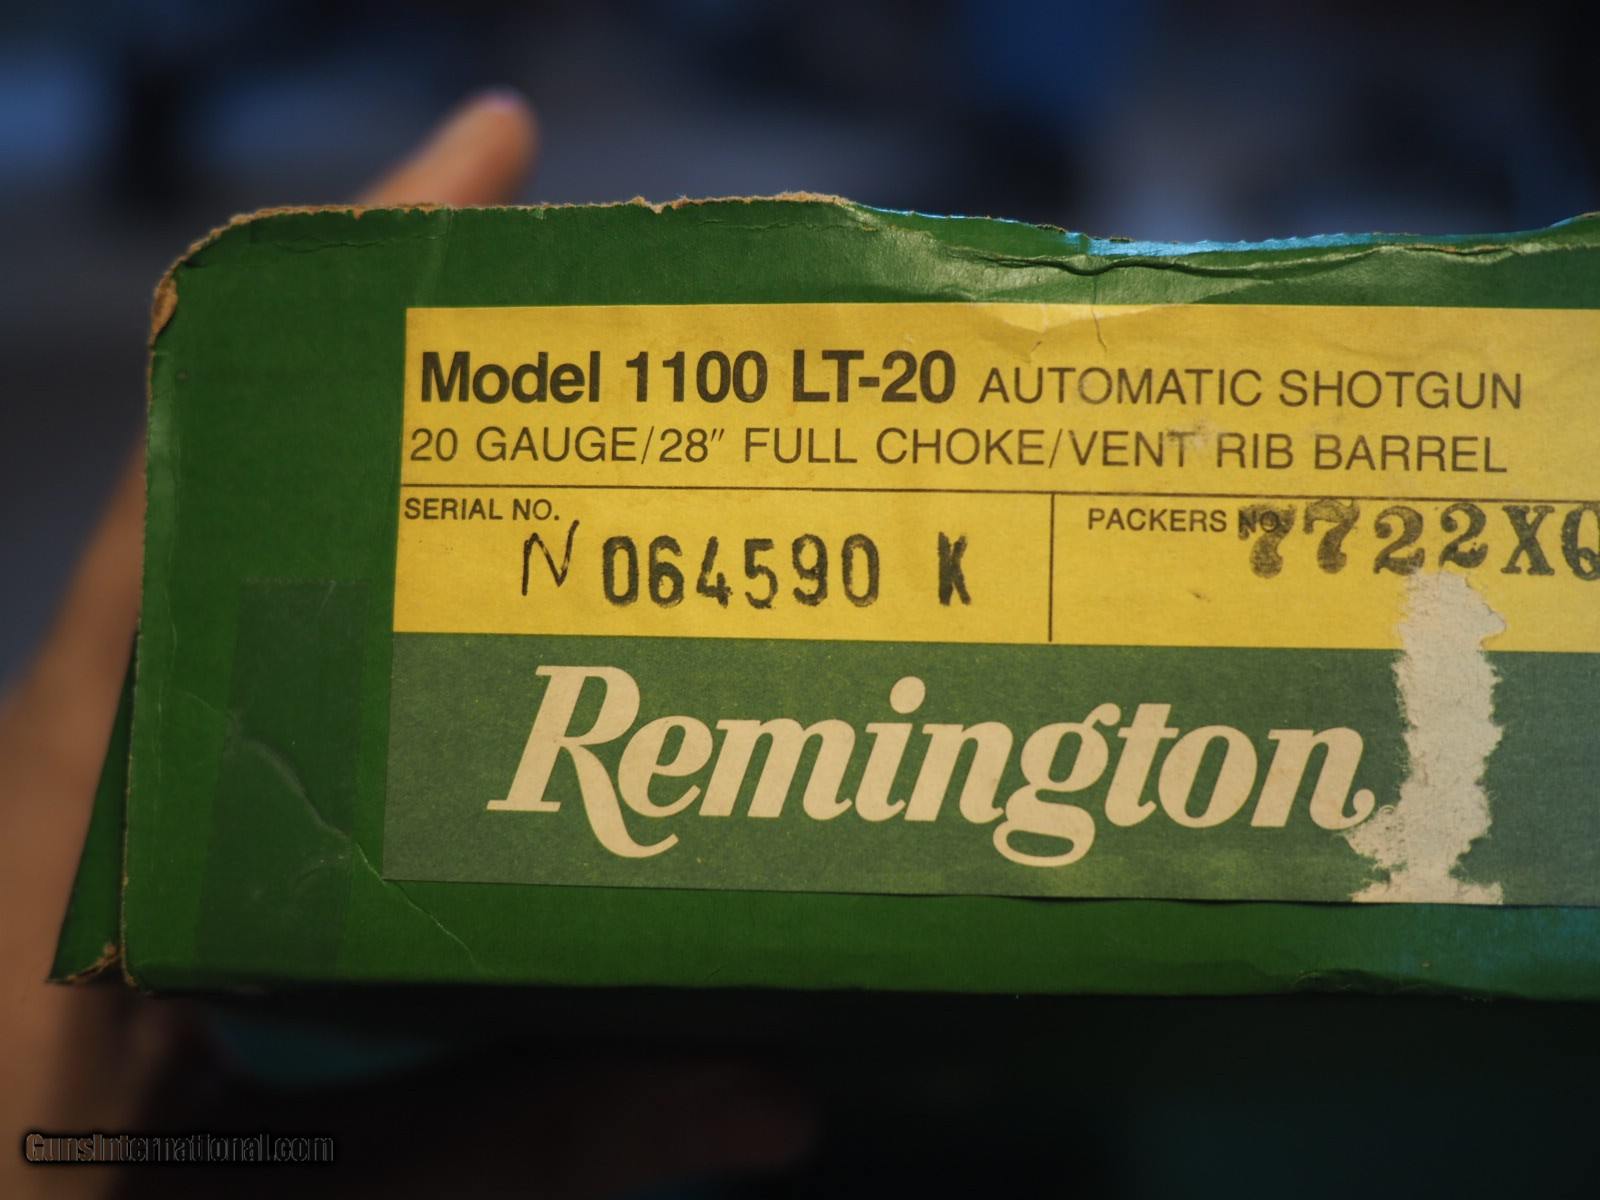 Model 1100 LT-20 AUTOMATIC SHOTGUN
20 GAUGE/28" FULL CHOKE/VENT RIB BARREL
SERIAL NO.
N 064590 K
PACKERS NO.
7722XQ
Remington
GunsInternational.com